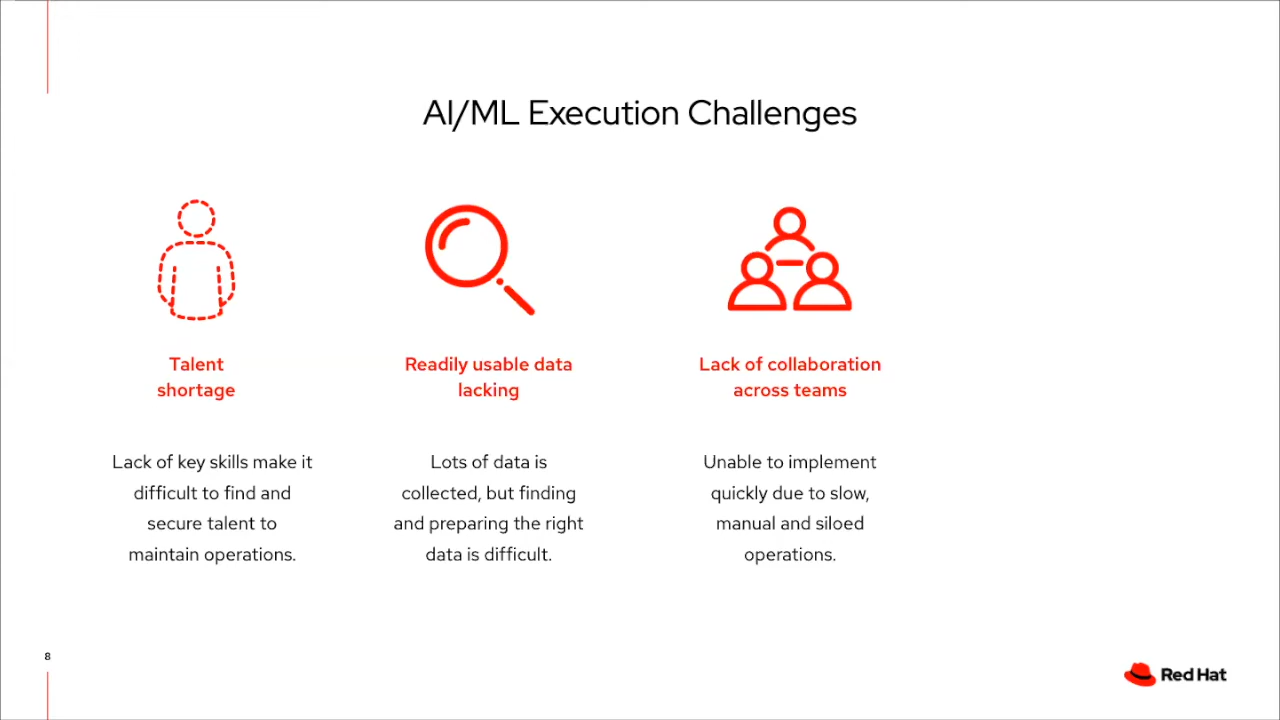 AI/ML Execution Challenges
Talent
shortage
Lack of key skills make it
difficult to find and
secure talent to
maintain operations.
Readily usable data
lacking
Lots of data is
collected, but finding
and preparing the right
data is difficult.
Lack of collaboration
across teams
Unable to implement
quickly due to slow,
manual and siloed
operations.
8
Red Hat